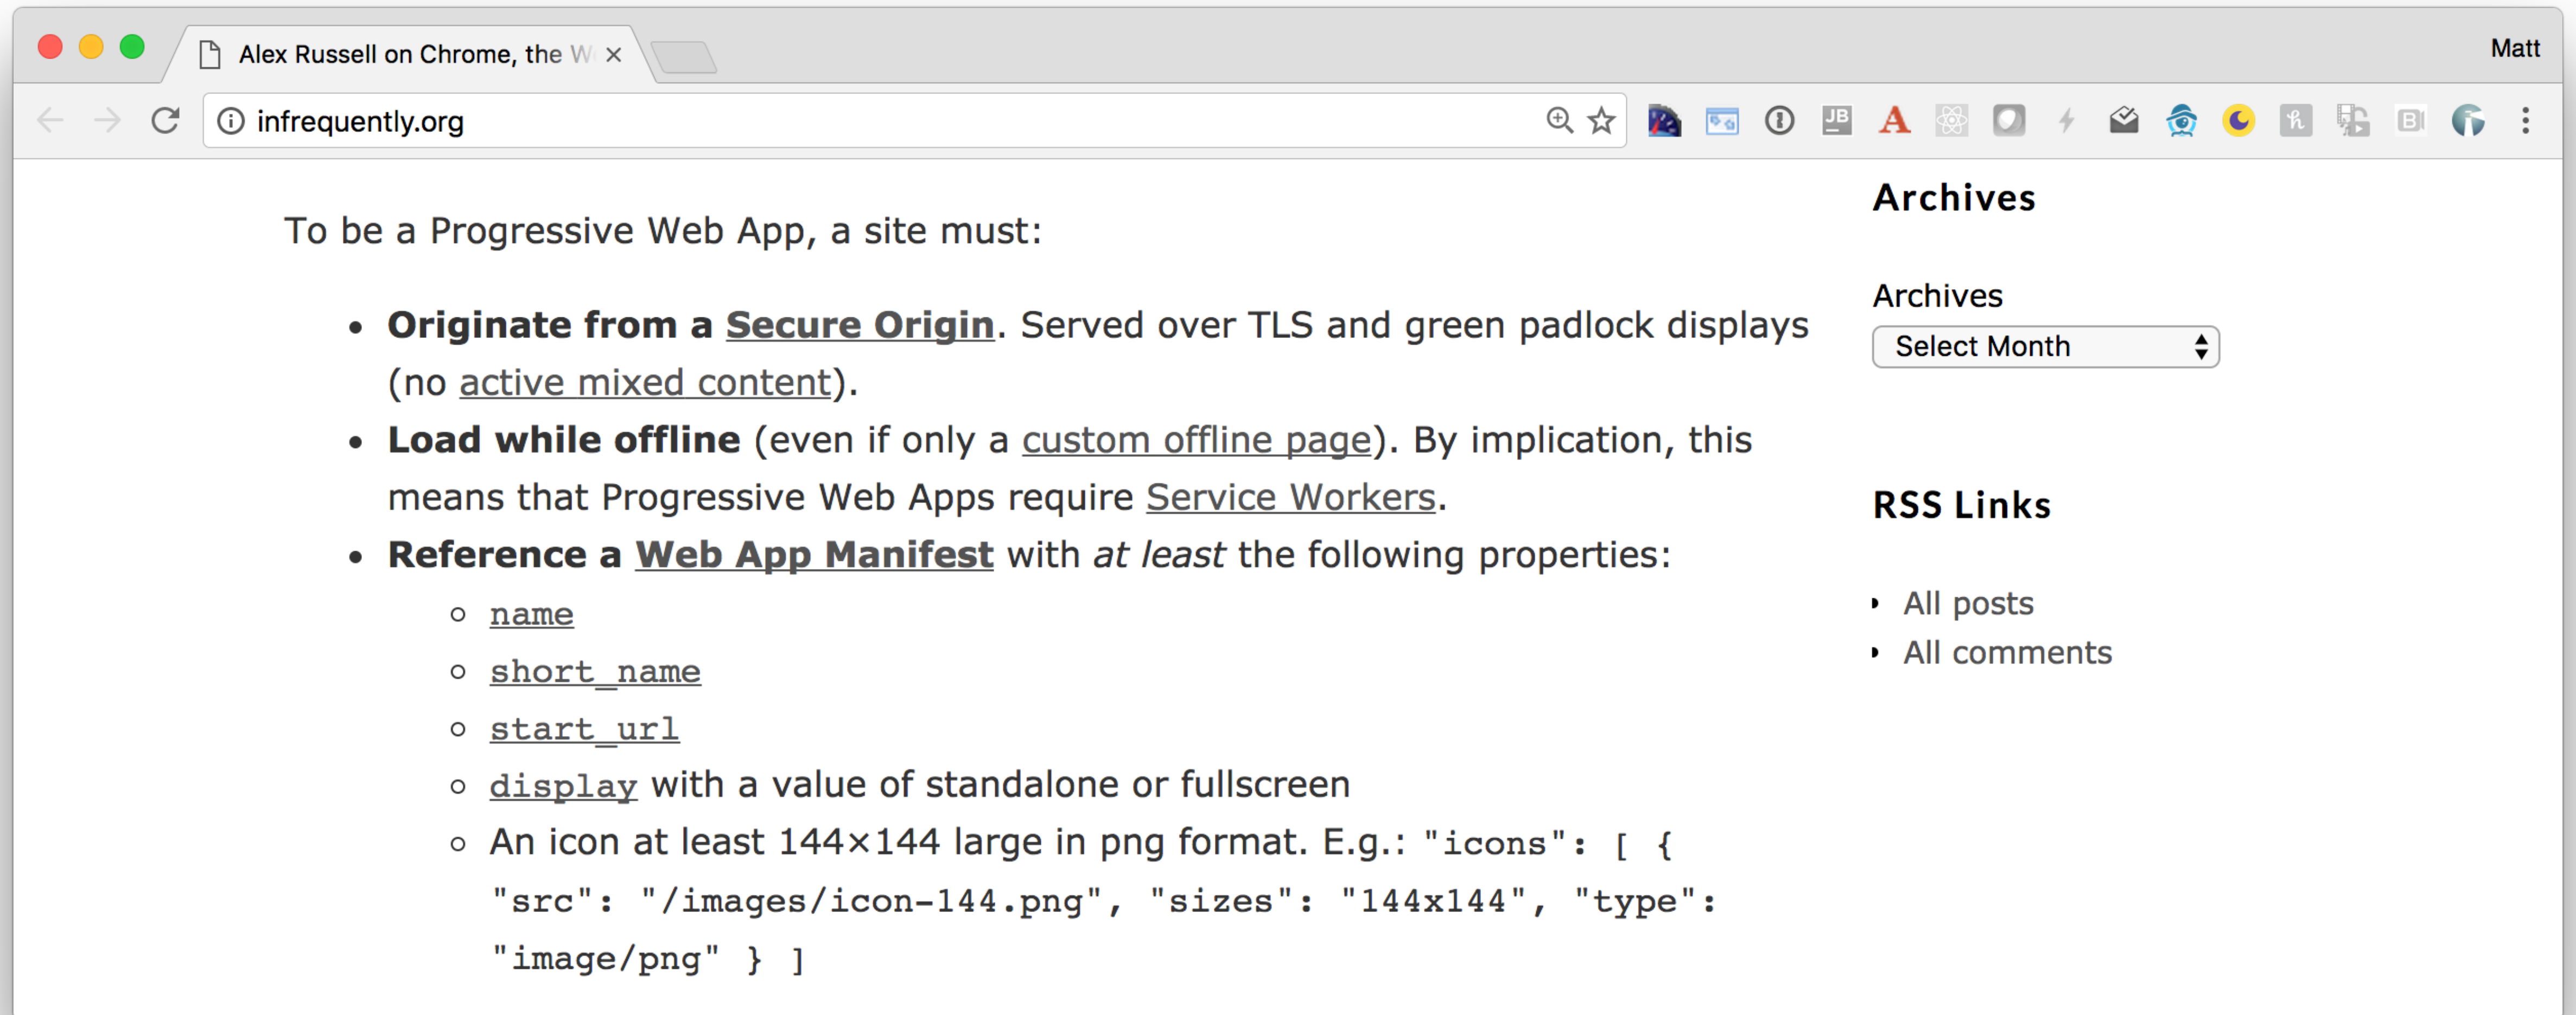 Alex Russell on Chrome, the W
Matt
infrequently.org
To be a Progressive Web App, a site must:
• Originate from a Secure Origin. Served over TLS and green padlock displays
(no active mixed content).
• Load while offline (even if only a custom offline page). By implication, this
means that Progressive Web Apps require Service Workers.
• Reference a Web App Manifest with at least the following properties:
◦ name
◦ short_name
◦ start_url
◦ display with a value of standalone or fullscreen
◦ An icon at least 144×144 large in png format. E.g.: "icons": [ {
"src": "/images/icon-144.png", "sizes": "144x144", "type":
"image/png" } ]
Archives
Archives
Select Month
RSS Links
• All posts
• All comments
JB
A
h
B